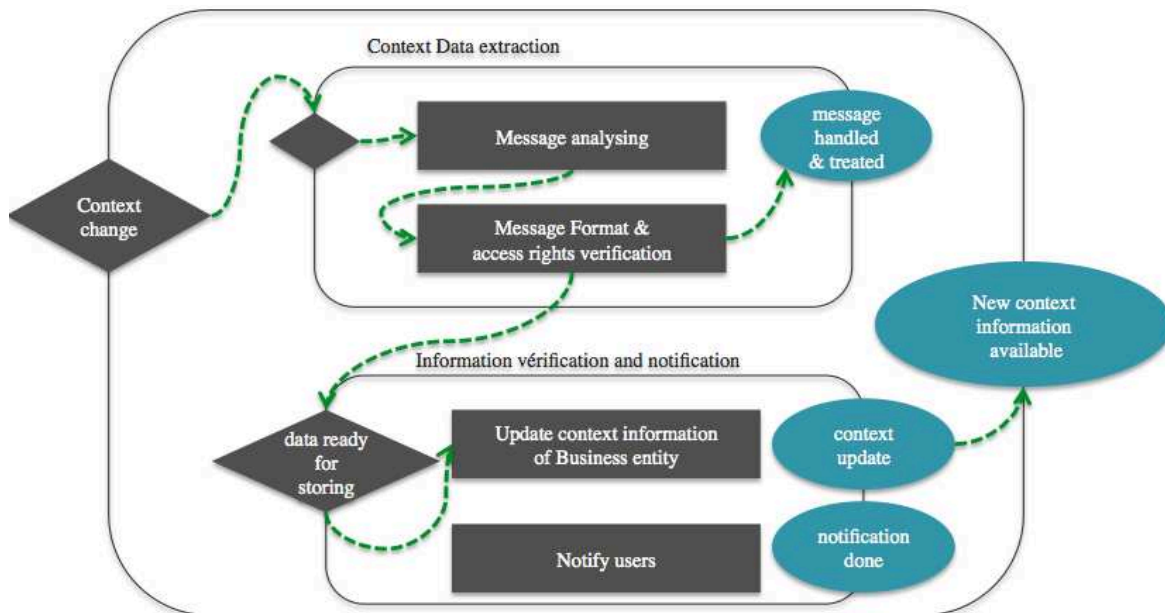 Context Data extraction
Message analysing
message
handled
& treated
Context
change
Message Format &
access rights verification
New context
information
available
Information vérification and notification
data ready
for
storing
Update context information
of Business entity
context
update
Notify users
notification
done